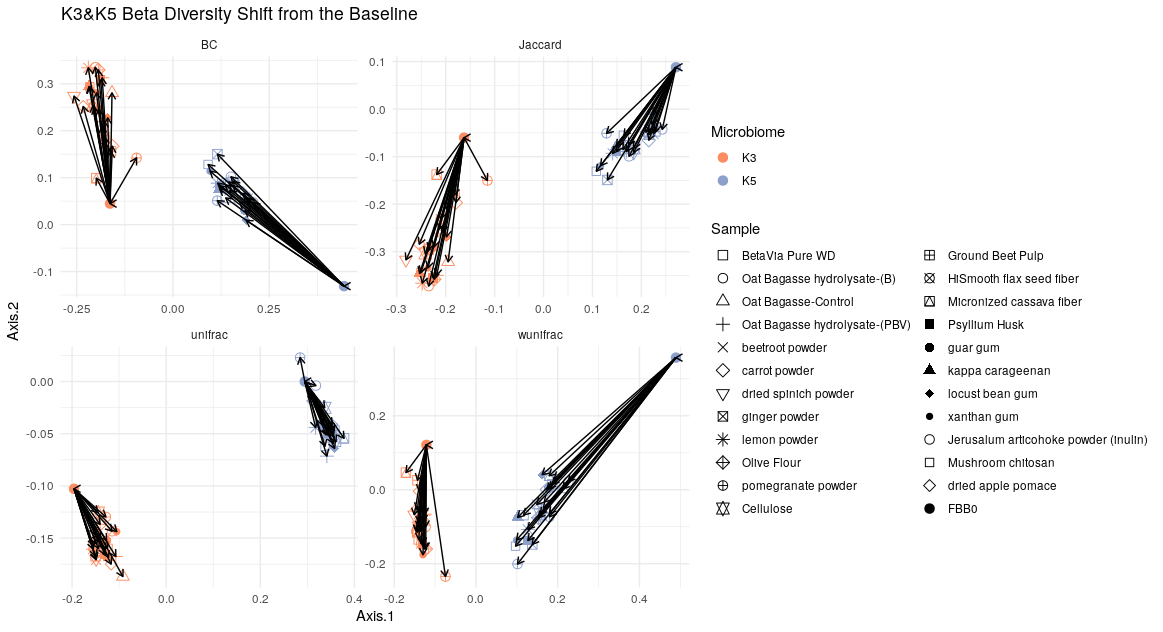 K3&K5 Beta Diversity Shift from the Baseline
BC
Jaccard
0.3
0.2
0.1
0.0
-0.1
-0.25
0.00
0.25
0.1
0.0
-0.1
-0.2
-0.3
-0.3
-0.2
-0.1
0.0
0.1
0.2
unifrac
wunifrac
0.00
-0.05
-0.10
-0.15
-0.2
0.0
0.2
0.4
0.2
0.0
-0.2
-0.2
0.0
0.2
0.4
Axis.2
Axis.1
Microbiome
K3
K5
Sample
BetaVia Pure WD
Oat Bagasse hydrolysate-(B)
Oat Bagasse-Control
Oat Bagasse hydrolysate-(PBV)
beetroot powder
carrot powder
dried spinich powder
ginger powder
lemon powder
Olive Flour
pomegranate powder
Cellulose
Ground Beet Pulp
HISmooth flax seed fiber
Micronized cassava fiber
Psyllium Husk
guar gum
kappa carageenan
locust bean gum
xanthan gum
Jerusalum articohoke powder (inulin)
Mushroom chitosan
dried apple pomace
FBB0